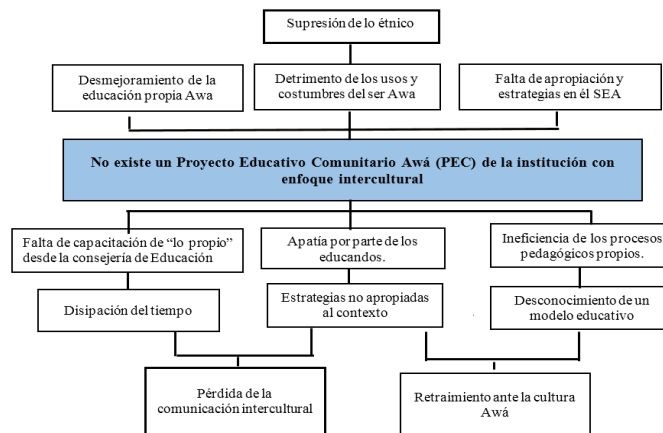 Supresión de lo étnico
Desmejoramiento de la
educación propia Awa
Detrimento de los usos y
costumbres del ser Awa
Falta de apropiación y
estrategias en él SEA
No existe un Proyecto Educativo Comunitario Awá (PEC) de la institución con
enfoque intercultural
Falta de capacitación de “lo propio”
desde la consejería de Educación
Apatía por parte de los
educandos.
Ineficiencia de los procesos
pedagógicos propios.
Disipación del tiempo
Estrategias no apropiadas
al contexto
Desconocimiento de un
modelo educativo
Pérdida de la
comunicación intercultural
Retraimiento ante la cultura
Awá